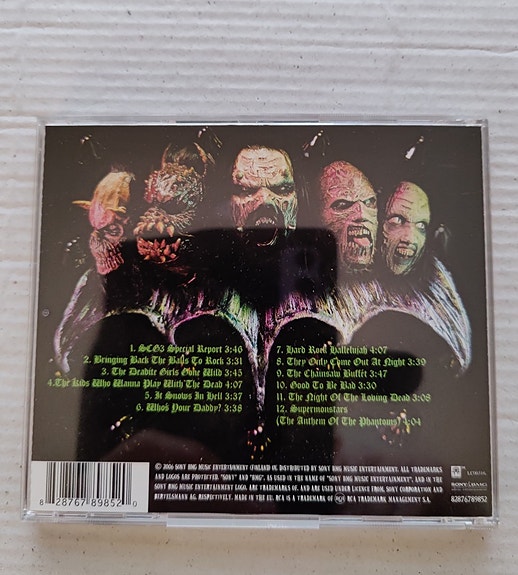 1. SCG3 Special Report 3:46
2. Bringing Back The Balls To Rock 3:31
3. The Deadite Girls Gone Wild 3:45
4.The Kids Who Wanna Play With The Dead 4:07
5. It Snows In Hell 3:37
6. Who's Your Daddy? 3:38
7. Hard Rock Hallelujah 4:07
8. They Only Come Out At Night 3:39
9. The Chainsaw Buffet 3:47
10. Good To Be Bad 3:30
11. The Night Of The Loving Dead 3:08
12. Supermonstars
(The Anthem Of The Phantoms) 4:04
© 2006 SONY BMG MUSIC ENTERTAINMENT (FINLAND) OY. DISTRIBUTED BY SONY BMG MUSIC ENTERTAINMENT. ALL TRADEMARKS
AND LOGOS ARE PROTECTED. "SONY" AND "BMG", AS USED IN THE NAME OF "SONY BMG MUSIC ENTERTAINMENT", AND IN THE
SONY BMG MUSIC ENTERTAINMENT LOGO, ARE TRADEMARKS OF, AND ARE USED UNDER LICENCE FROM, SONY CORPORATION AND
BERTELSMANN AG, RESPECTIVELY. MADE IN THE EU. RCA IS A TRADEMARK OF RCA TRADEMARK MANAGEMENT S.A.
SONY BMG
MUSIC ENTERTAINMENT
82876789852
8 28767 89852 0